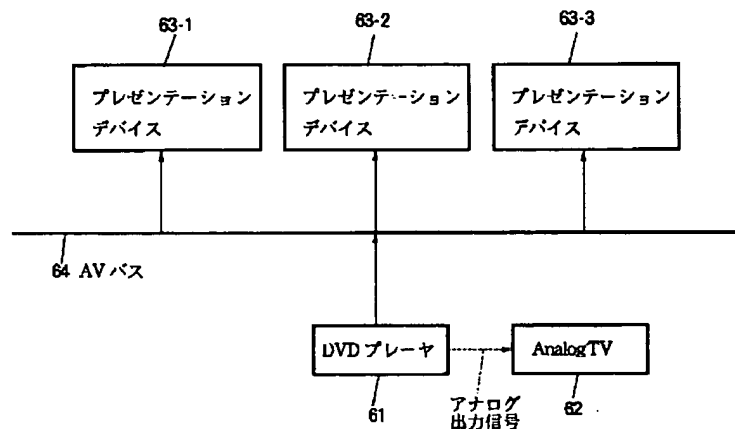 63-1
63-2
63-3
プレゼンテーション
デバイス
プレゼンテーション
デバイス
プレゼンテーション
デバイス
64 AVバス
DVDプレーヤ
AnalogTV
61
アナログ
出力信号
62